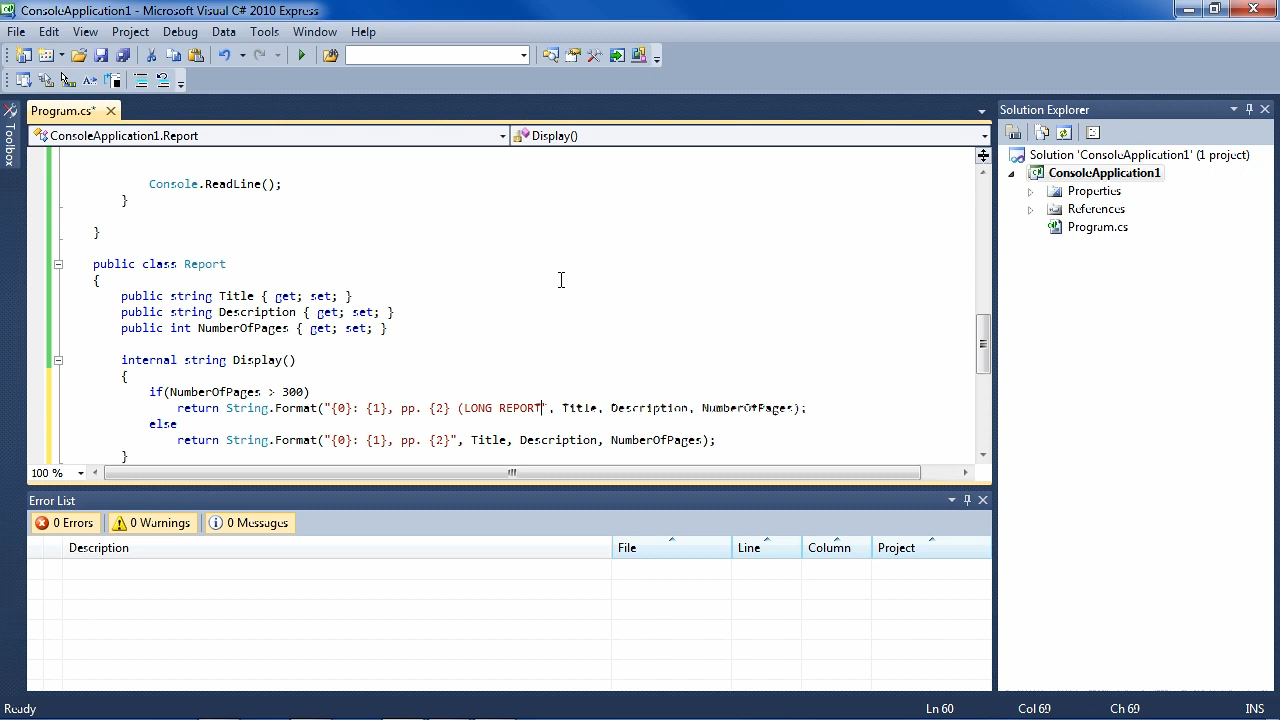 ConsoleApplication1 - Microsoft Visual C# 2010 Express
File Edit View Project Debug Data Tools Window Help
Program.cs*
Solution Explorer
Toolbox
ConsoleApplication1.Report
Display()
Solution 'ConsoleApplication1' (1 project)
ConsoleApplication1
Properties
References
Program.cs
Console.ReadLine();
}
}
public class Report
{
public string Title { get; set; }
public string Description { get; set; }
public int NumberOfPages { get; set; }
internal string Display()
{
if(NumberOfPages > 300)
return String.Format("{0}: {1}, pp. {2} (LONG REPORT", Title, Description, NumberOfPages);
else
return String.Format("{0}: {1}, pp. {2}", Title, Description, NumberOfPages);
}
100 %
Error List
0 Errors 0 Warnings 0 Messages
Description File Line Column Project
Ready Ln 60 Col 69 Ch 69 INS